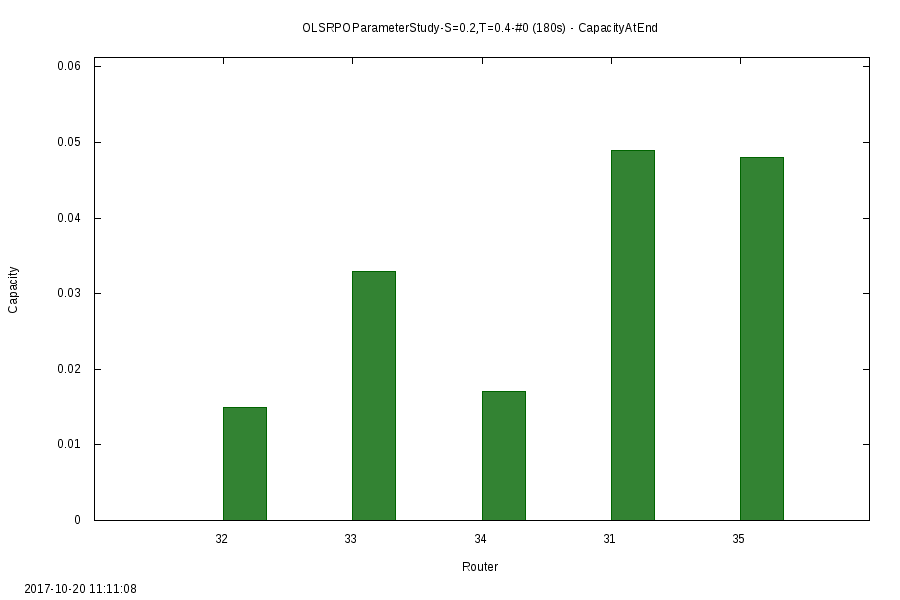 OLSRPOParameterStudy-S=0.2,T=0.4-#0 (180s) - CapacityAtEnd
0.06
0.05
0.04
0.03
0.02
0.01
0
Capacity
32 33 34 31 35
Router
2017-10-20 11:11:08